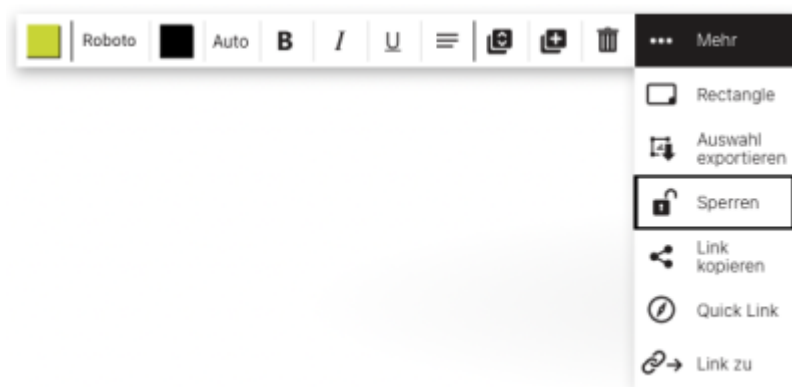 Roboto
Auto
B
I
U
Mehr
Rectangle
Auswahl
exportieren
Sperren
Link
kopieren
Quick Link
Link zu